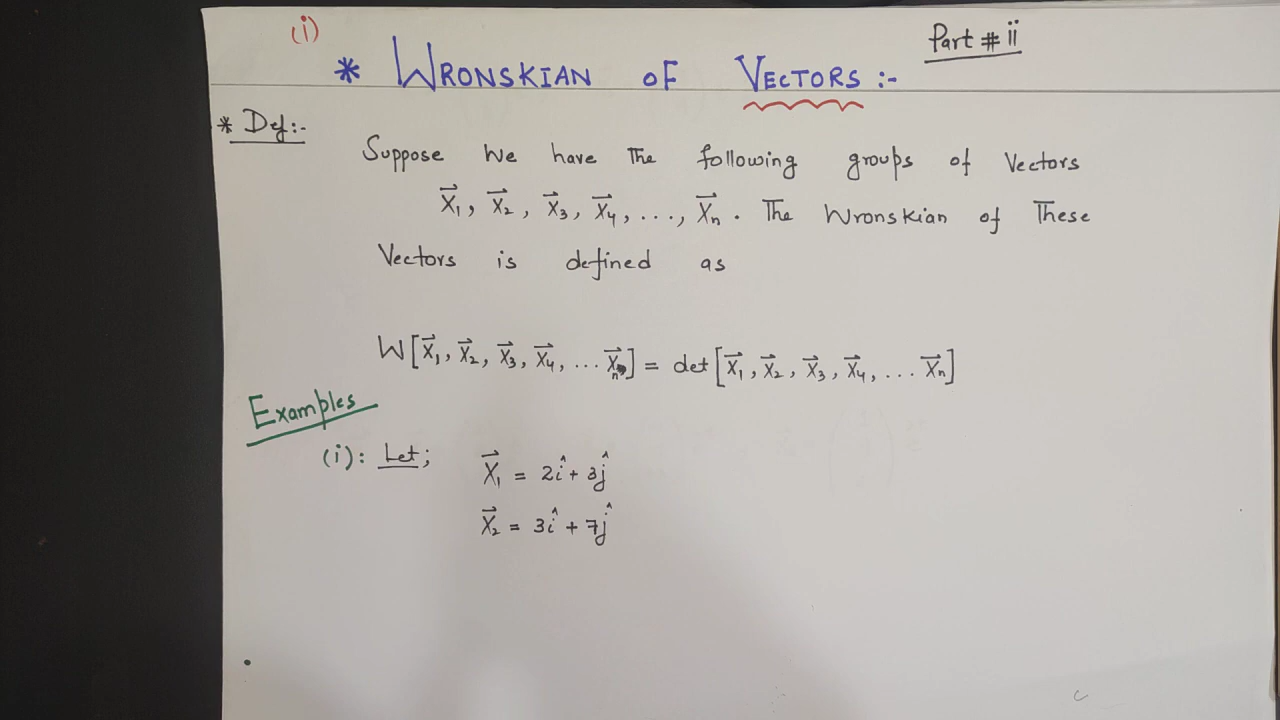 (i)
Part # ii
* WRONSKIAN OF VECTORS :-
* Def:-
Suppose we have the following groups of vectors
X⃗₁, X⃗₂, X⃗₃, X⃗₄, ..., X⃗ₙ. The Wronskian of These
Vectors is defined as
W[X⃗₁, X⃗₂, X⃗₃, X⃗₄, ... X⃗ₙ] = det[X⃗₁, X⃗₂, X⃗₃, X⃗₄, ... X⃗ₙ]
Examples
(i): Let; X⃗₁ = 2î + 3ĵ
X⃗₂ = 3î + 7ĵ